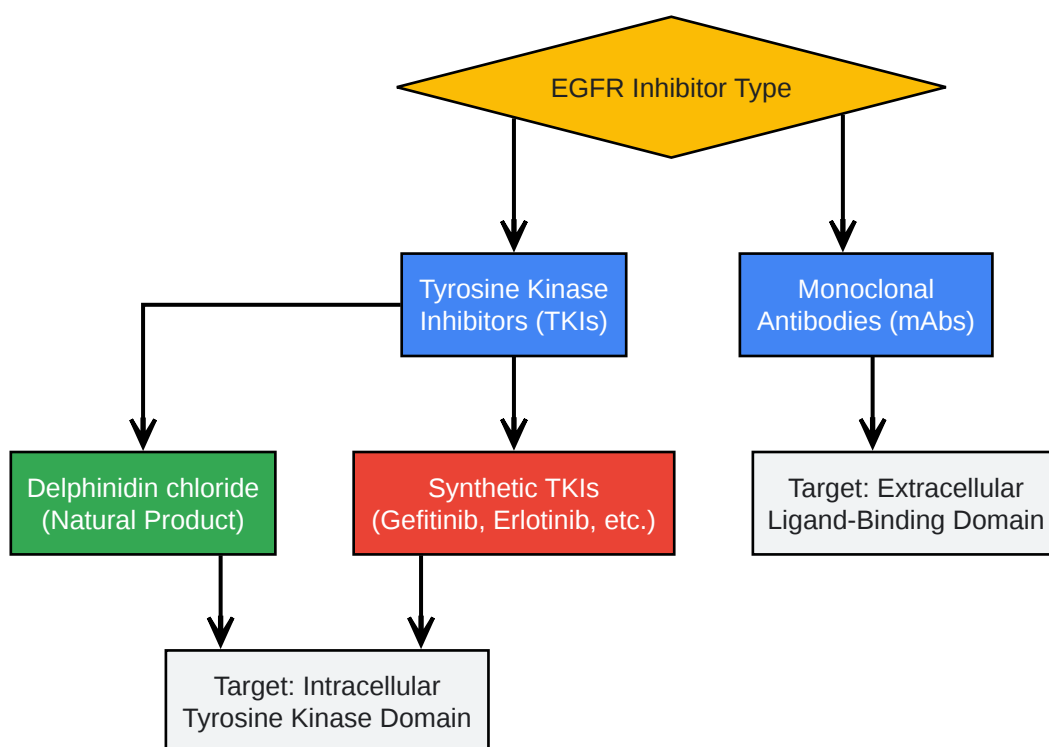 EGFR Inhibitor Type
Tyrosine Kinase
Inhibitors (TKIs)
Monoclonal
Antibodies (mAbs)
Delphinidin chloride
(Natural Product)
Synthetic TKIs
(Gefitinib, Erlotinib, etc.)
Target: Extracellular
Ligand-Binding Domain
Target: Intracellular
Tyrosine Kinase Domain